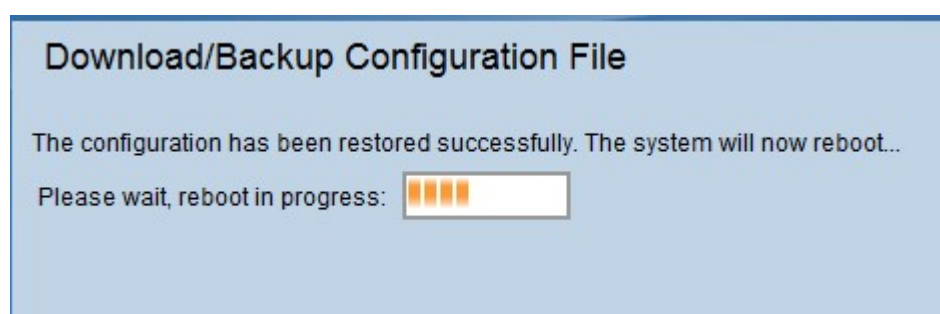 Download/Backup Configuration File
The configuration has been restored successfully. The system will now reboot...
Please wait, reboot in progress: